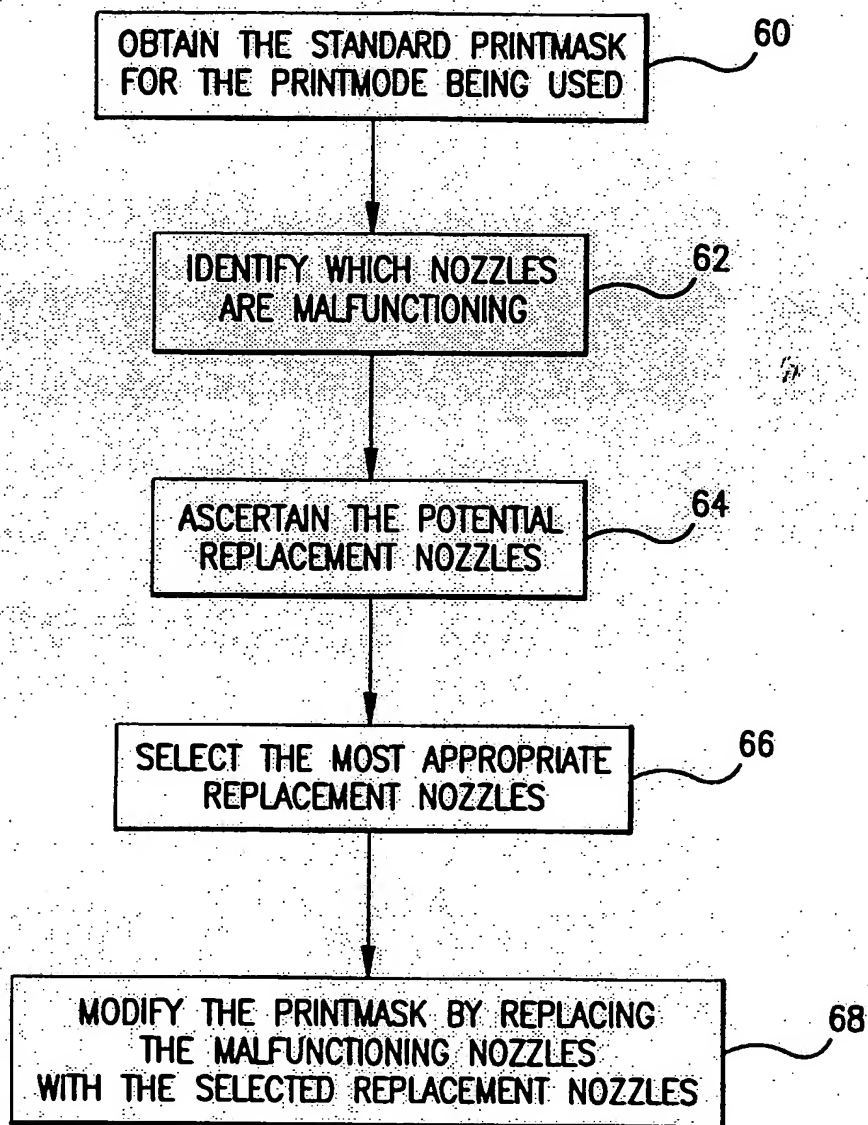 OBTAIN THE STANDARD PRINTMASK
FOR THE PRINTMODE BEING USED
60
IDENTIFY WHICH NOZZLES
ARE MALFUNCTIONING
62
ASCERTAIN THE POTENTIAL
REPLACEMENT NOZZLES
64
SELECT THE MOST APPROPRIATE
REPLACEMENT NOZZLES
66
MODIFY THE PRINTMASK BY REPLACING
THE MALFUNCTIONING NOZZLES
WITH THE SELECTED REPLACEMENT NOZZLES
68